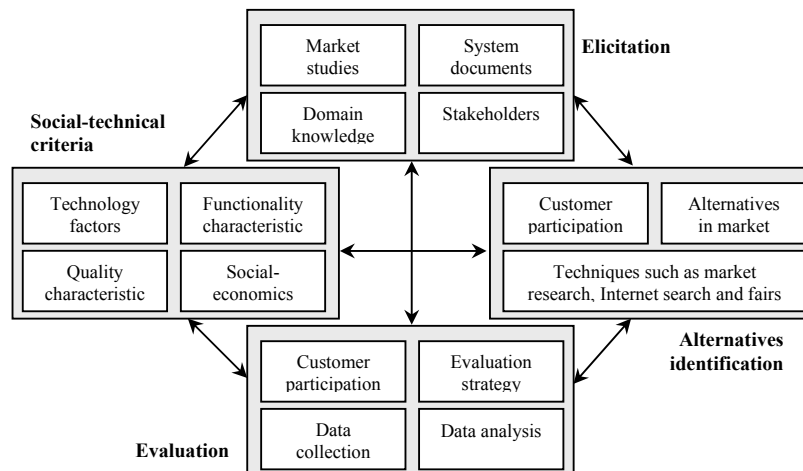 Market
studies
System
documents
Elicitation
Domain
knowledge
Stakeholders
Social-technical
criteria
Technology
factors
Functionality
characteristic
Quality
characteristic
Social-
economics
Customer
participation
Alternatives
in market
Techniques such as market
research, Internet search and fairs
Alternatives
identification
Customer
participation
Evaluation
strategy
Data
collection
Data analysis
Evaluation